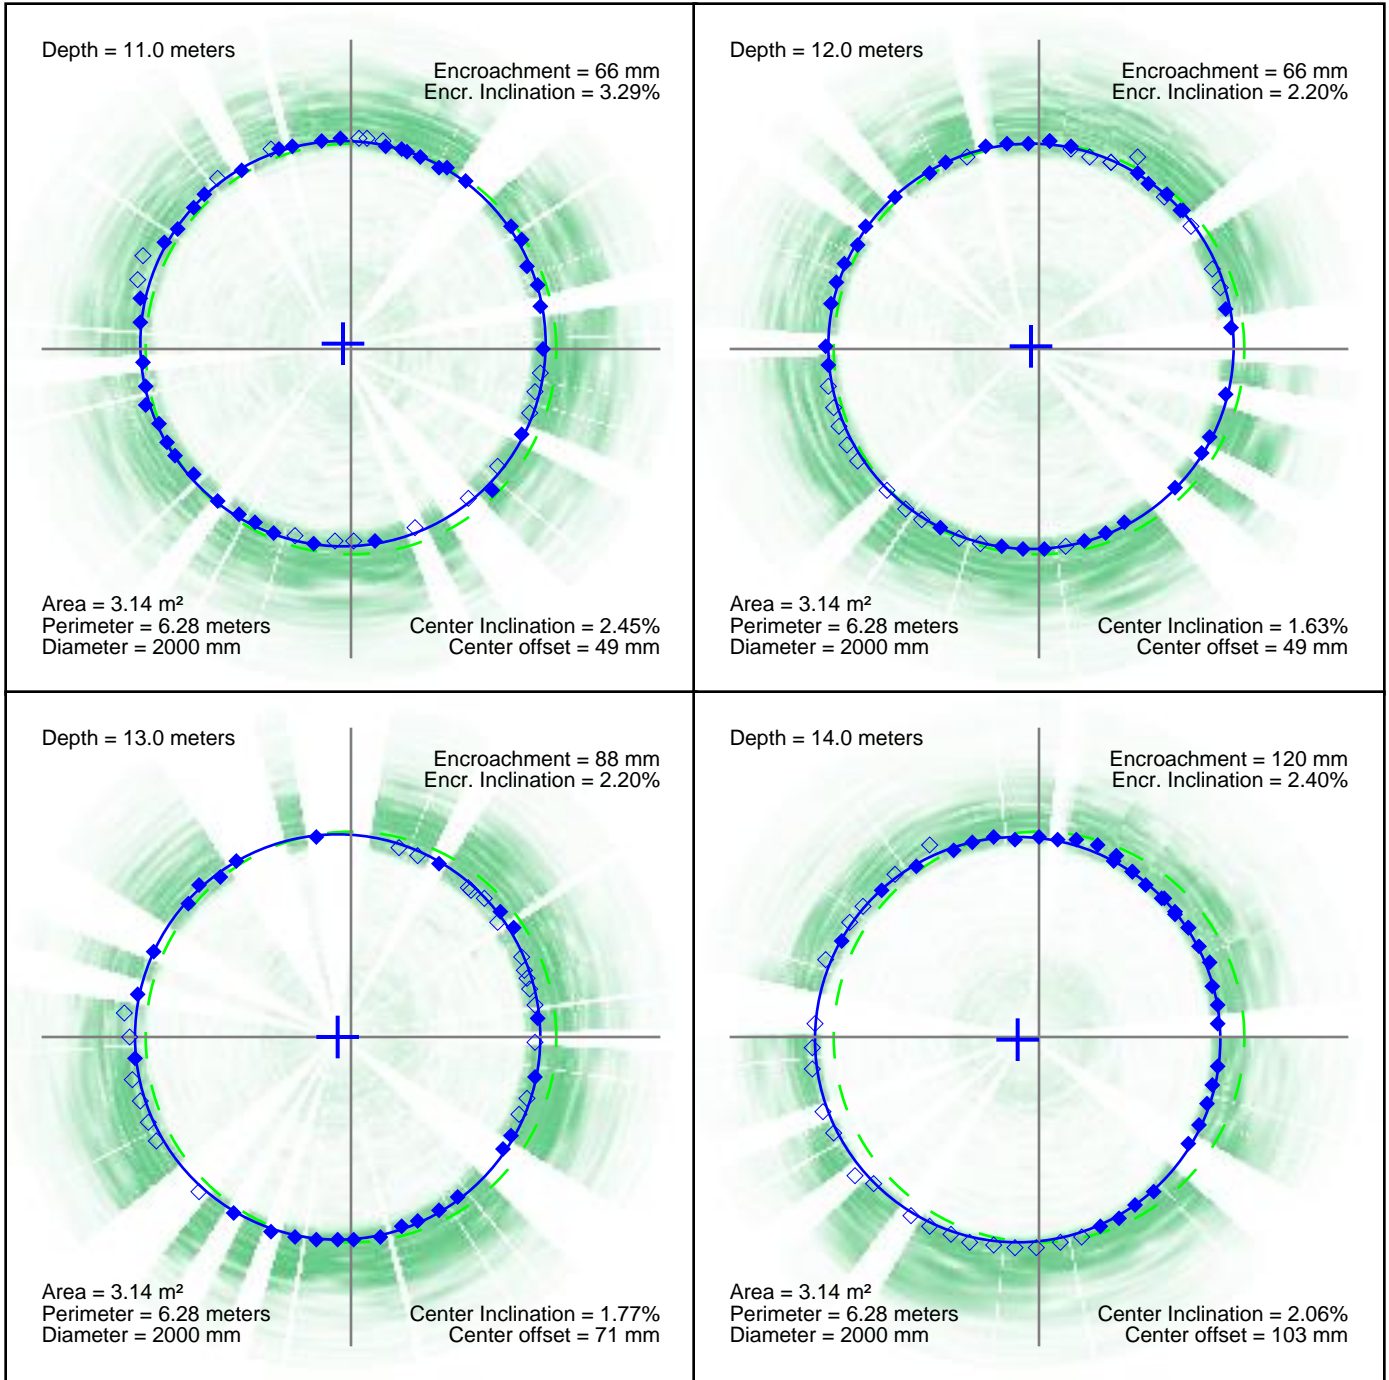 Depth = 11.0 meters
Encroachment = 66 mm
Encr. Inclination = 3.29%
Area = 3.14 m²
Perimeter = 6.28 meters
Diameter = 2000 mm
Center Inclination = 2.45%
Center offset = 49 mm
Depth = 12.0 meters
Encroachment = 66 mm
Encr. Inclination = 2.20%
Area = 3.14 m²
Perimeter = 6.28 meters
Diameter = 2000 mm
Center Inclination = 1.63%
Center offset = 49 mm
Depth = 13.0 meters
Encroachment = 88 mm
Encr. Inclination = 2.20%
Area = 3.14 m²
Perimeter = 6.28 meters
Diameter = 2000 mm
Center Inclination = 1.77%
Center offset = 71 mm
Depth = 14.0 meters
Encroachment = 120 mm
Encr. Inclination = 2.40%
Area = 3.14 m²
Perimeter = 6.28 meters
Diameter = 2000 mm
Center Inclination = 2.06%
Center offset = 103 mm